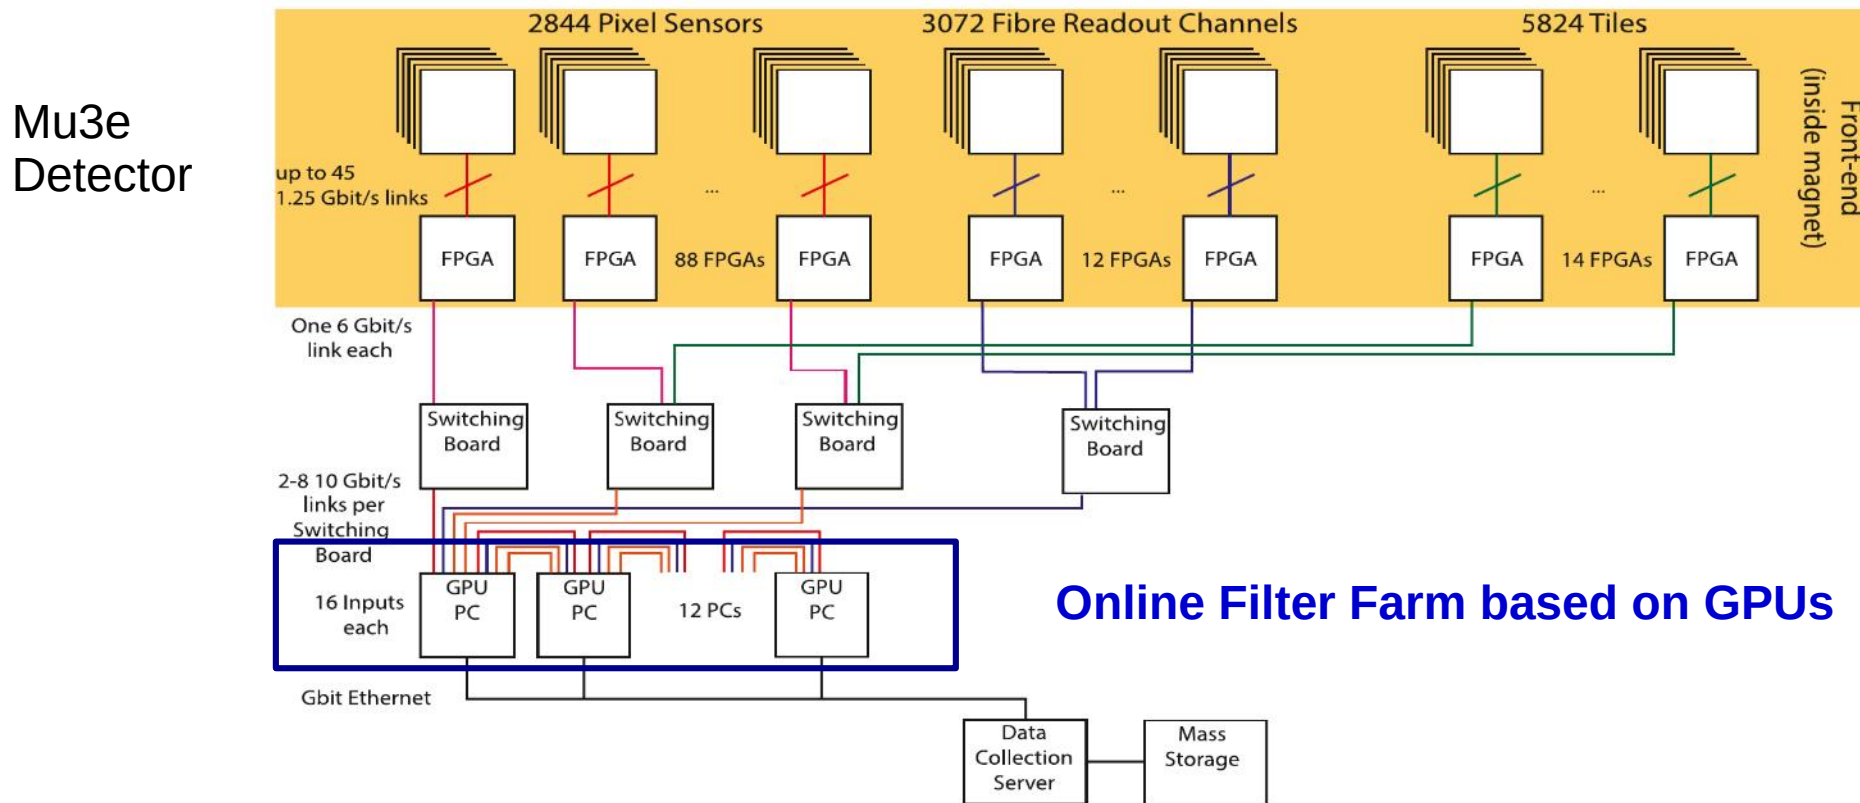 2844 Pixel Sensors
3072 Fibre Readout Channels
5824 Tiles
Mu3e
Detector
Front-end
(inside magnet)
up to 45
1.25 Gbit/s links
...
...
...
FPGA
FPGA
88 FPGAs
FPGA
FPGA
12 FPGAs
FPGA
FPGA
14 FPGAs
FPGA
One 6 Gbit/s
link each
Switching
Board
Switching
Board
Switching
Board
Switching
Board
2-8 10 Gbit/s
links per
Switching
Board
16 Inputs
each
GPU
PC
GPU
PC
12 PCs
GPU
PC
Online Filter Farm based on GPUs
Gbit Ethernet
Data
Collection
Server
Mass
Storage